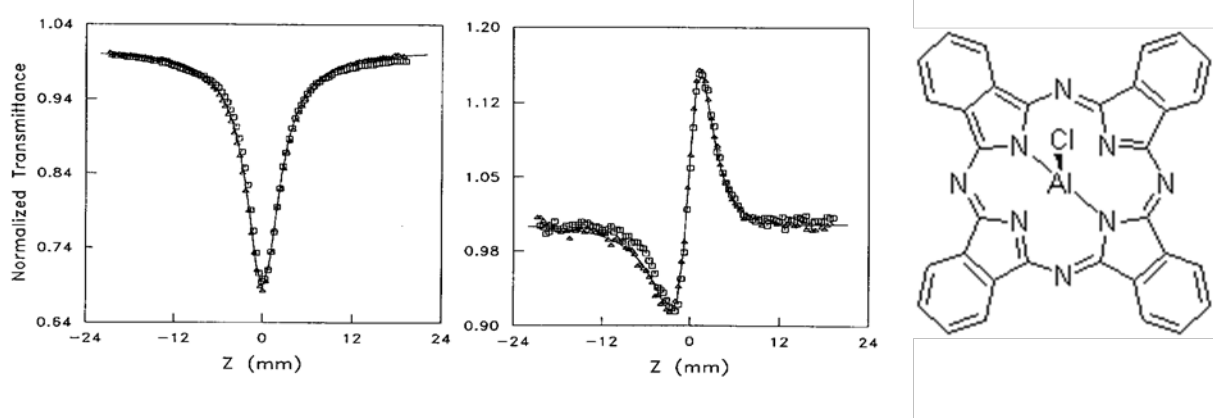 Normalized Transmittance
1.04
0.94
0.84
0.74
0.64
-24
-12
0
12
24
Z (mm)
1.20
1.12
1.05
0.98
0.90
-24
-12
0
12
24
Z (mm)
N
N
Cl
N
N
Al
N
N
N
N